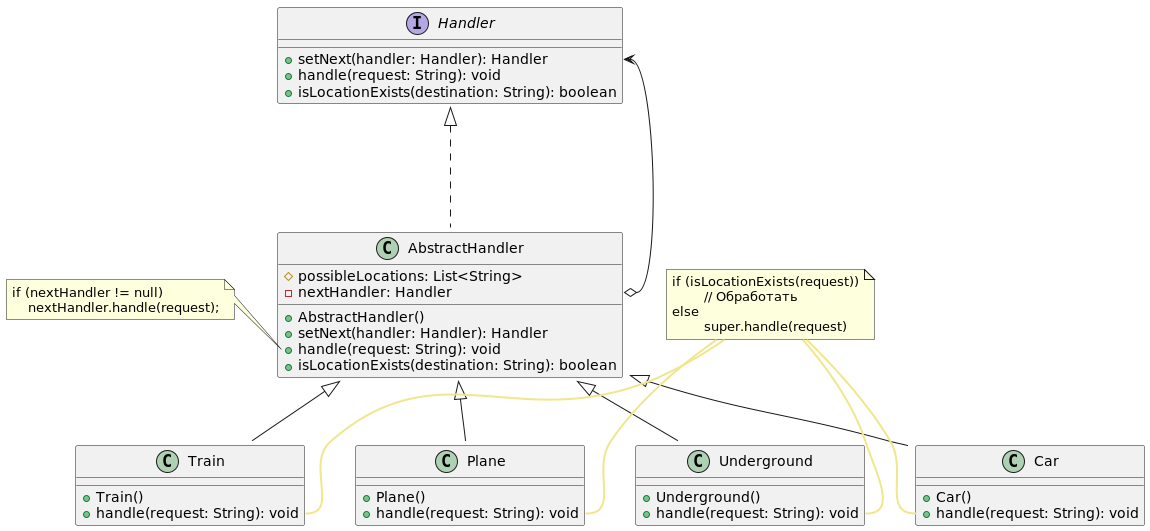 I Handler
setNext(handler: Handler): Handler
handle(request: String): void
isLocationExists(destination: String): boolean
C AbstractHandler
possibleLocations: List<String>
nextHandler: Handler
AbstractHandler()
setNext(handler: Handler): Handler
handle(request: String): void
isLocationExists(destination: String): boolean
if (nextHandler != null)
nextHandler.handle(request);
if (isLocationExists(request))
// Обработать
else
super.handle(request)
C Train
Train()
handle(request: String): void
C Plane
Plane()
handle(request: String): void
C Underground
Underground()
handle(request: String): void
C Car
Car()
handle(request: String): void